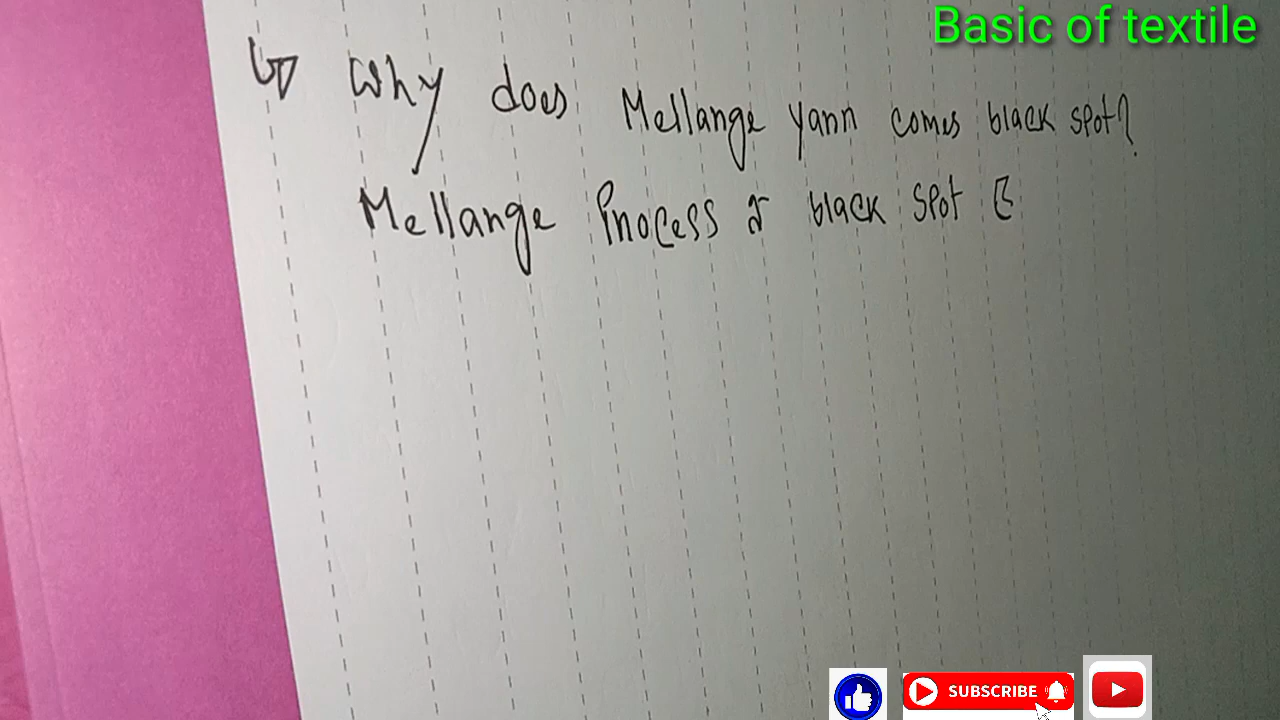 Basic of textile
Why does Mellange yarn comes black spot?
Mellange Process
black spot
SUBSCRIBE